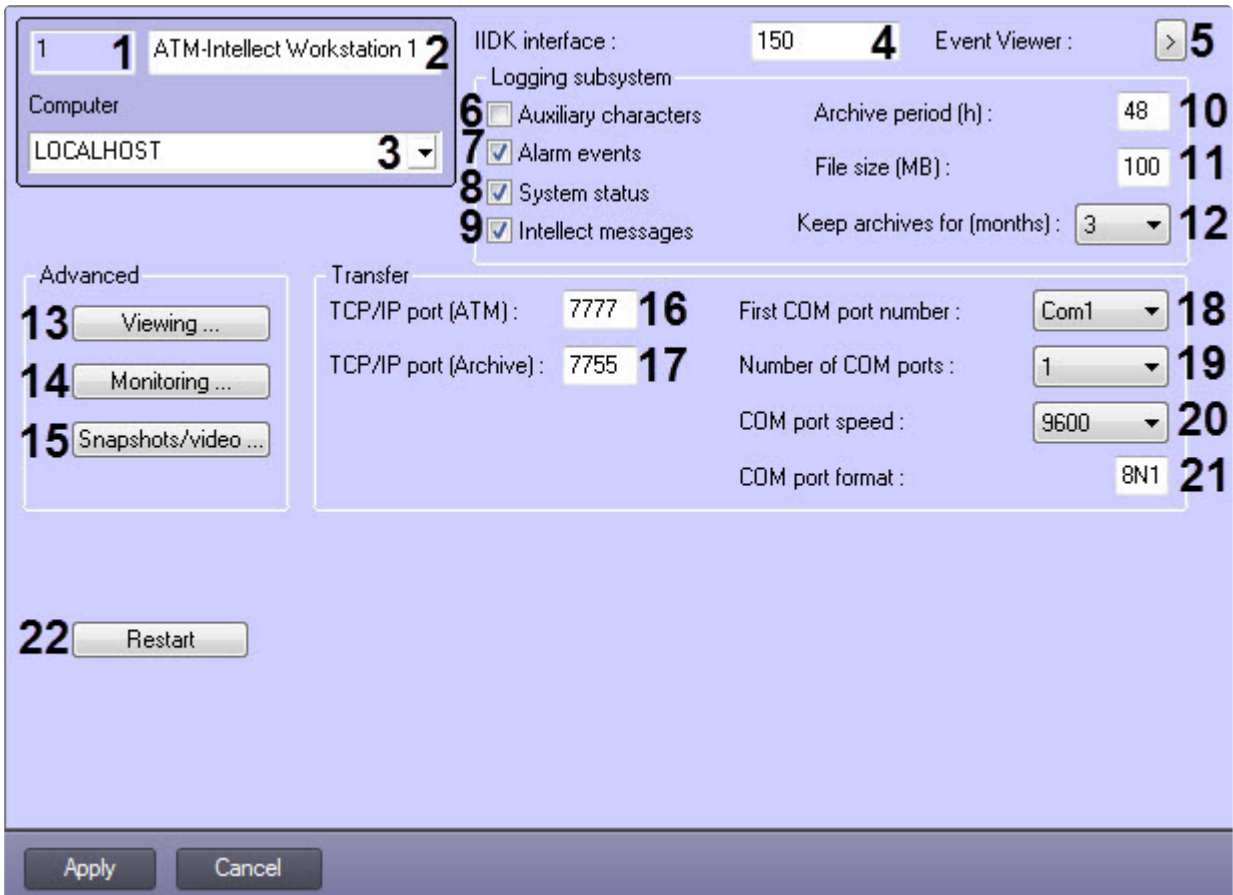 1 1 ATM-Intellect Workstation 1 2
Computer
LOCALHOST 3
IIDK interface : 150 4 Event Viewer : > 5
Logging subsystem
6 Auxiliary characters Archive period (h) : 48 10
7 Alarm events File size (MB) : 100 11
8 System status
9 Intellect messages Keep archives for (months) : 3 12
Advanced
13 Viewing ...
14 Monitoring ...
15 Snapshots/video ...
Transfer
TCP/IP port (ATM) : 7777 16 First COM port number : Com1 18
TCP/IP port (Archive) : 7755 17 Number of COM ports : 1 19
COM port speed : 9600 20
COM port format : 8N1 21
22 Restart
Apply Cancel